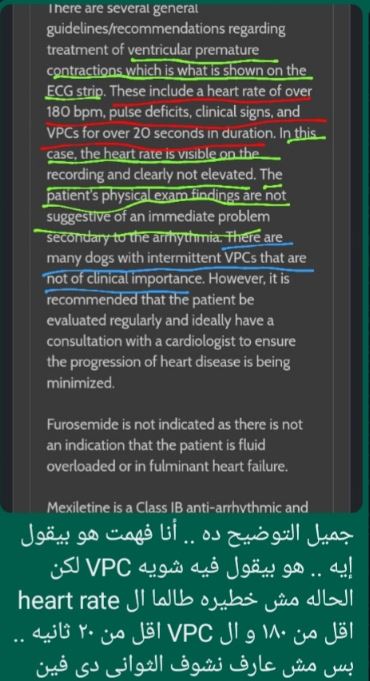 There are several general
guidelines/recommendations regarding
treatment of ventricular premature
contractions which is what is shown on the
ECG strip. These include a heart rate of over
180 bpm, pulse deficits, clinical signs, and
VPCs for over 20 seconds in duration. In this
case, the heart rate is visible on the
recording and clearly not elevated. The
patient's physical exam findings are not
suggestive of an immediate problem
secondary to the arrhythmia. There are
many dogs with intermittent VPCs that are
not of clinical importance. However, it is
recommended that the patient be
evaluated regularly and ideally have a
consultation with a cardiologist to ensure
the progression of heart disease is being
minimized.
Furosemide is not indicated as there is not
an indication that the patient is fluid
overloaded or in fulminant heart failure.
Mexiletine is a Class IB anti-arrhythmic and
جميل التوضيح ده .. أنا فهمت هو بيقول
إيه .. هو بيقول فيه شويه VPC لكن
الحاله مش خطيره طالما ال heart rate
اقل من ١٨٠ و ال VPC اقل من ٢٠ ثانيه ..
بس مش عارف نشوف الثوانى دى فين